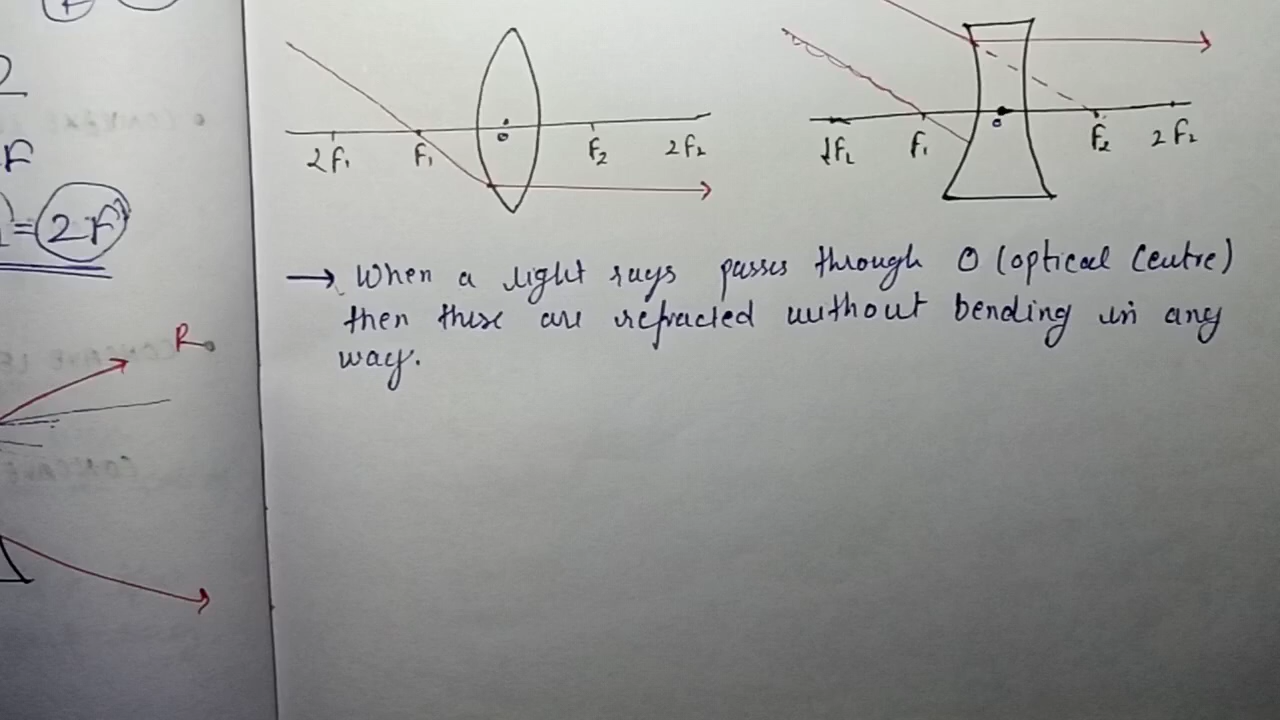 2F₁ F₁ O F₂ 2F₂
2F₁ F₁ O F₂ 2F₂
F
= 2F
R
→ When a light rays passes through O (optical Centre)
then these are refracted without bending in any
way.